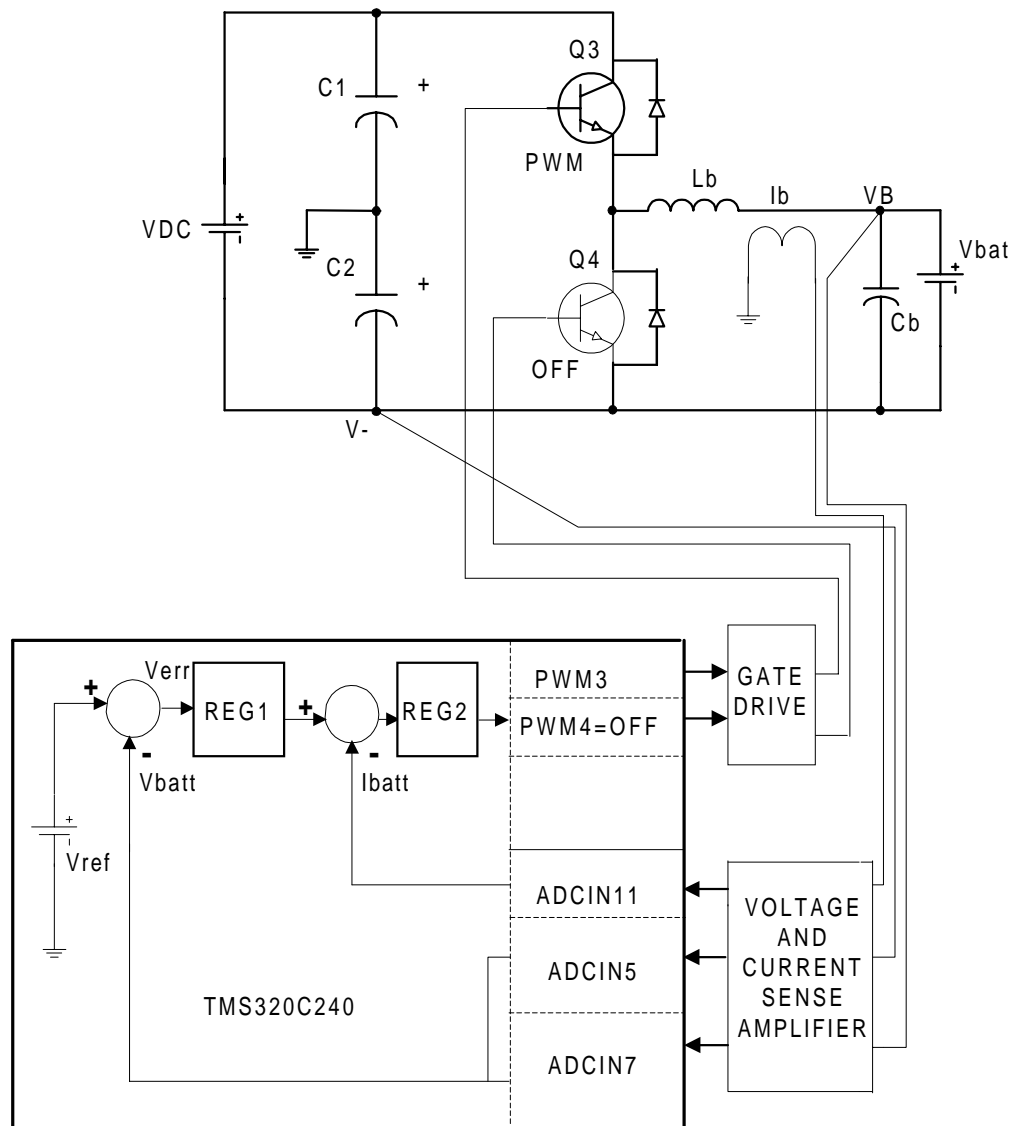 Q3
C1
+
+
PWM
Lb
Ib
VB
VDC
+
-
C2
+
Q4
Vbat
+
-
Cb
OFF
V-
Verr
+
REG1
+
REG2
PWM3
GATE
DRIVE
PWM4=OFF
-
Vbatt
-
Ibatt
+
-
Vref
ADCIN11
VOLTAGE
AND
CURRENT
SENSE
AMPLIFIER
ADCIN5
TMS320C240
ADCIN7